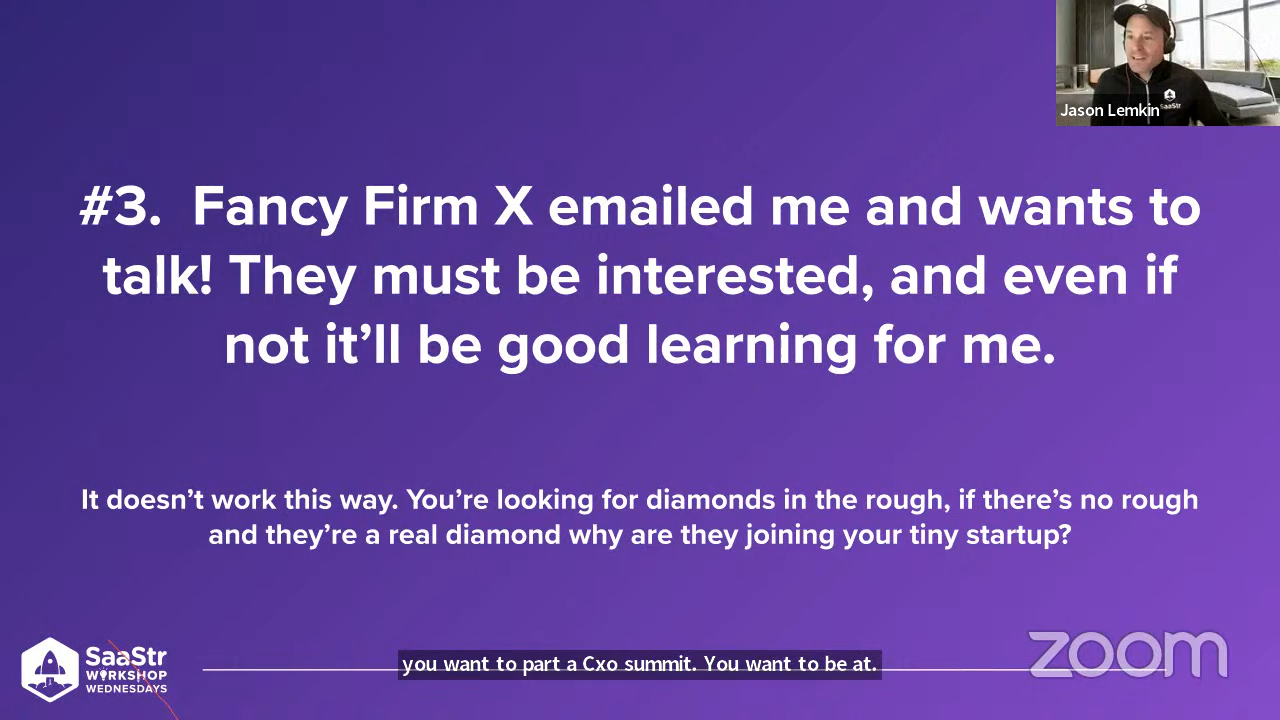 Jason Lemkin
SaaStr
#3. Fancy Firm X emailed me and wants to
talk! They must be interested, and even if
not it’ll be good learning for me.
It doesn’t work this way. You’re looking for diamonds in the rough, if there’s no rough
and they’re a real diamond why are they joining your tiny startup?
SaaStr
WORKSHOP
WEDNESDAYS
you want to part a Cxo summit. You want to be at.
zoom